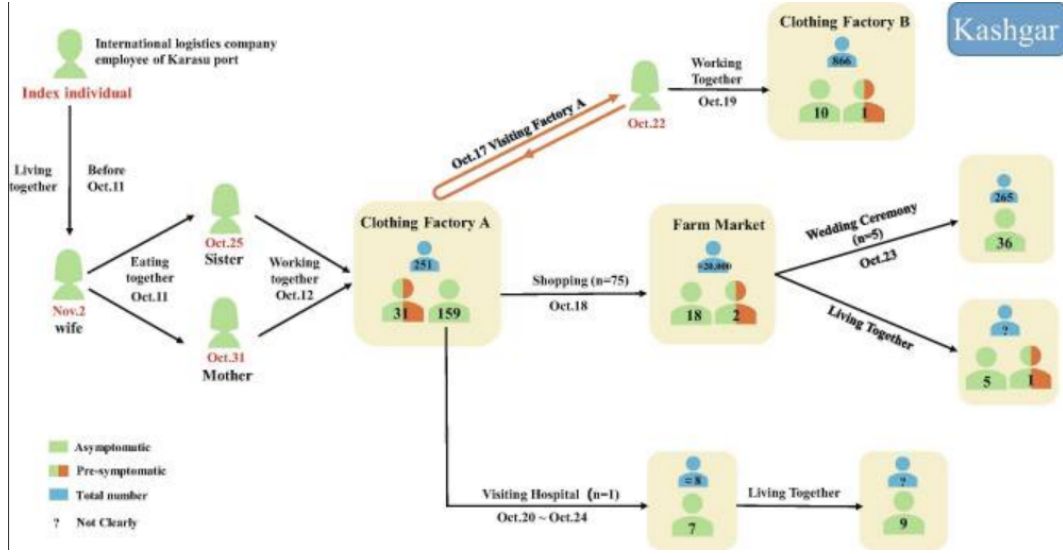 Kashgar
International logistics company
employee of Karasu port
Index individual
Living
together
Before
Oct.11
Nov.2
wife
Eating
together
Oct.11
Oct.25
Sister
Oct.31
Mother
Working
together
Oct.12
Clothing Factory A
251
31
159
Oct.17 Visiting Factory A
Oct.22
Working
Together
Oct.19
Clothing Factory B
866
10
1
Shopping (n=75)
Oct.18
Farm Market
≈20,000
18
2
Wedding Ceremony
(n=5)
Oct.23
265
36
Living Together
?
5
1
Visiting Hospital (n=1)
Oct.20 ~ Oct.24
≈ 8
7
Living Together
?
9
Asymptomatic
Pre-symptomatic
Total number
? Not Clearly